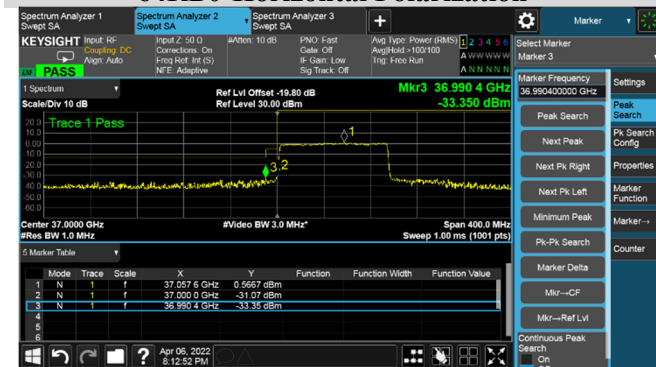 Spectrum Analyzer 1
Swept SA
Spectrum Analyzer 2
Swept SA
Spectrum Analyzer 3
Swept SA
+
Marker
KEYSIGHT
Input: RF
Coupling: DC
Align: Auto
Input Z: 50 Ω
Corrections: On
Freq Ref: Int (S)
NFE: Adaptive
#Atten: 10 dB
PNO: Fast
Gate: Off
IF Gain: Low
Sig Track: Off
Avg Type: Power (RMS)
Avg|Hold >100/100
Trig: Free Run
1 2 3 4 5 6
A W W W W W
A N N N N N
PASS
Select Marker
Marker 3
1 Spectrum
Scale/Div 10 dB
Ref Lvl Offset -19.80 dB
Ref Level 30.00 dBm
Mkr3 36.990 4 GHz
-33.350 dBm
20.0
10.0
0.00
-10.0
-20.0
-30.0
-40.0
-50.0
-60.0
Trace 1 Pass
1
3
2
Center 37.0000 GHz
#Res BW 1.0 MHz
#Video BW 3.0 MHz*
Span 400.0 MHz
Sweep 1.00 ms (1001 pts)
5 Marker Table
Mode Trace Scale X Y Function Function Width Function Value
1 N 1 f 37.057 6 GHz 0.5667 dBm
2 N 1 f 37.000 0 GHz -31.07 dBm
3 N 1 f 36.990 4 GHz -33.35 dBm
4
5
6
Marker Frequency
36.990400000 GHz
Peak Search
Next Peak
Next Pk Right
Next Pk Left
Minimum Peak
Pk-Pk Search
Marker Delta
Mkr→CF
Mkr→Ref Lvl
Continuous Peak
Search
On
Settings
Peak
Search
Pk Search
Config
Properties
Marker
Function
Marker→
Counter
?
Apr 06, 2022
8:12:52 PM